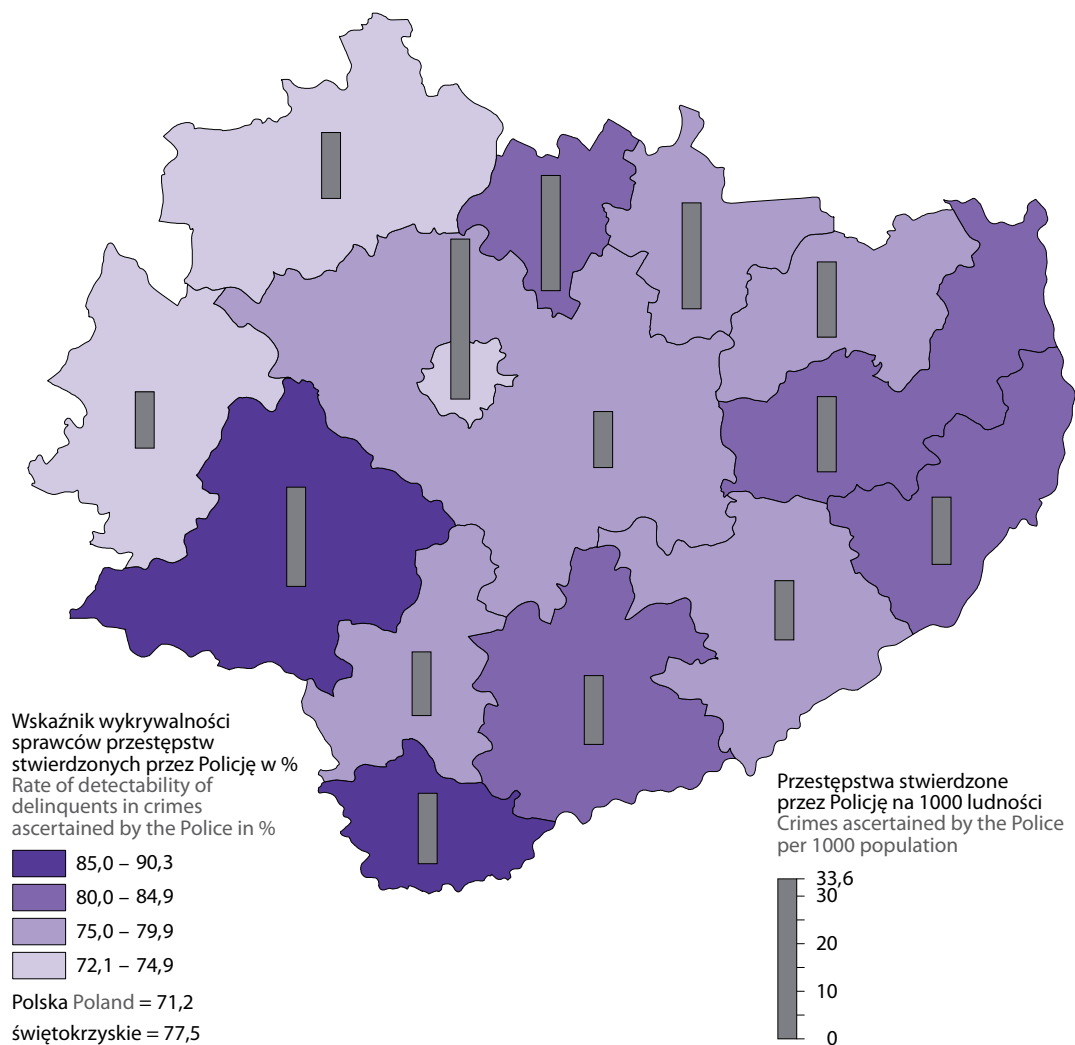 Wskaźnik wykrywalności
sprawców przestępstw
stwierdzonych przez Policję w %
Rate of detectability of
delinquents in crimes
ascertained by the Police in %
85,0 – 90,3
80,0 – 84,9
75,0 – 79,9
72,1 – 74,9
Polska Poland = 71,2
świętokrzyskie = 77,5
Przestępstwa stwierdzone
przez Policję na 1000 ludności
Crimes ascertained by the Police
per 1000 population
33,6
30
20
10
0